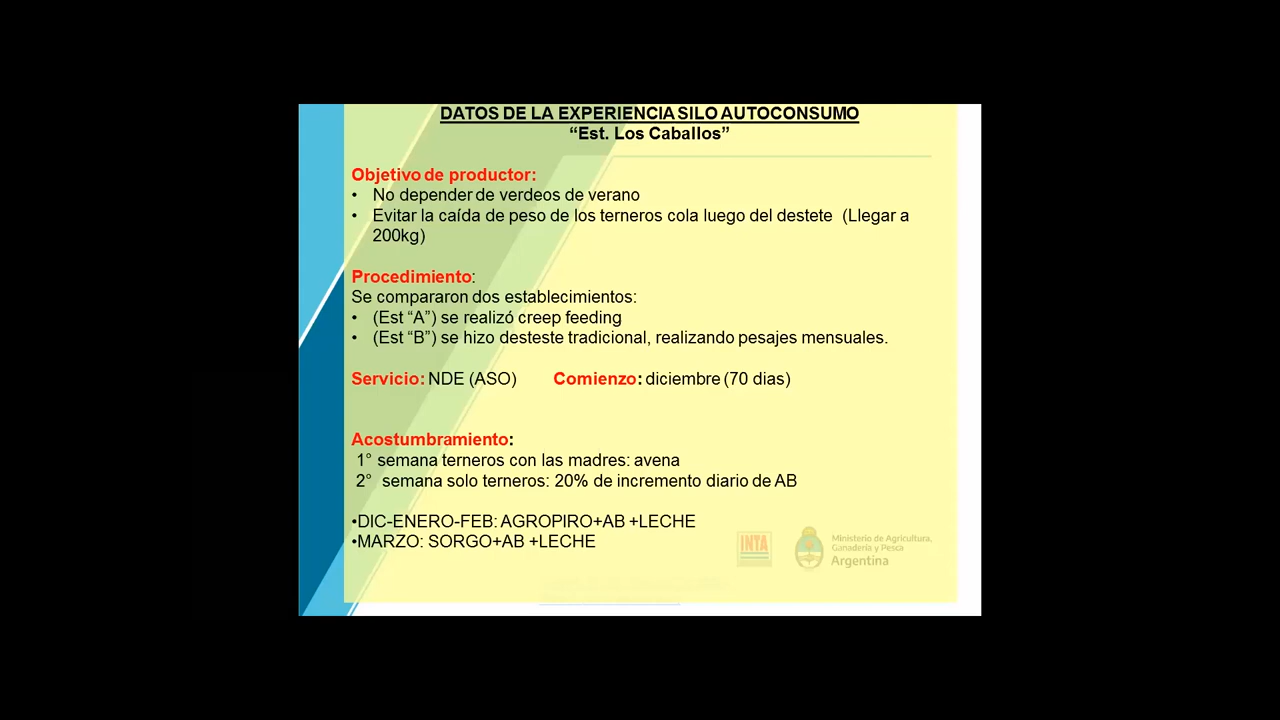 DATOS DE LA EXPERIENCIA SILO AUTOCONSUMO
“Est. Los Caballos”
Objetivo de productor:
• No depender de verdeos de verano
• Evitar la caída de peso de los terneros cola luego del destete (Llegar a
200kg)
Procedimiento:
Se compararon dos establecimientos:
• (Est “A”) se realizó creep feeding
• (Est “B”) se hizo desteste tradicional, realizando pesajes mensuales.
Servicio: NDE (ASO) Comienzo: diciembre (70 dias)
Acostumbramiento:
1° semana terneros con las madres: avena
2° semana solo terneros: 20% de incremento diario de AB
•DIC-ENERO-FEB: AGROPIRO+AB +LECHE
•MARZO: SORGO+AB +LECHE
INTA
Ministerio de Agricultura,
Ganadería y Pesca
Argentina